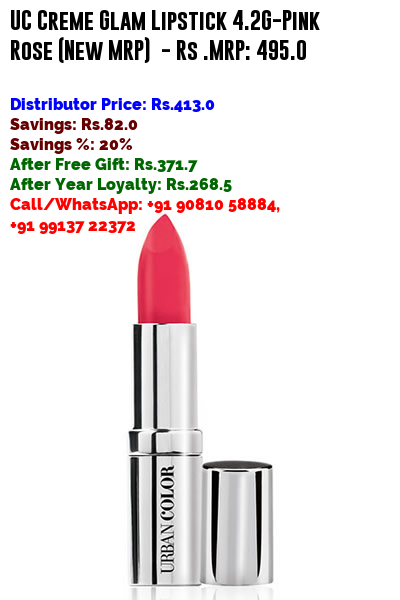 UC Creme Glam Lipstick 4.2G-Pink
Rose (New MRP)  - Rs .MRP: 495.0
Distributor Price: Rs.413.0
Savings: Rs.82.0
Savings %: 20%
After Free Gift: Rs.371.7
After Year Loyalty: Rs.268.5
Call/WhatsApp: +91 90810 58884,
+91 99137 22372
URBAN COLOR